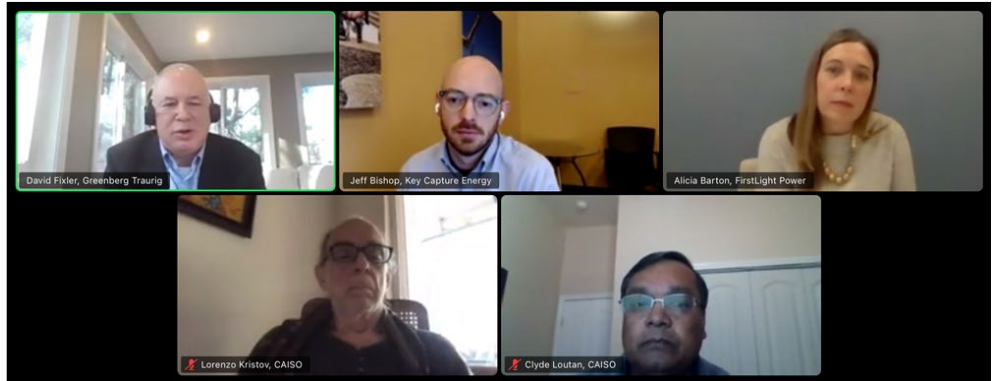 David Fixler, Greenberg Traurig
Jeff Bishop, Key Capture Energy
Alicia Barton, FirstLight Power
Lorenzo Kristov, CAISO
Clyde Loutan, CAISO